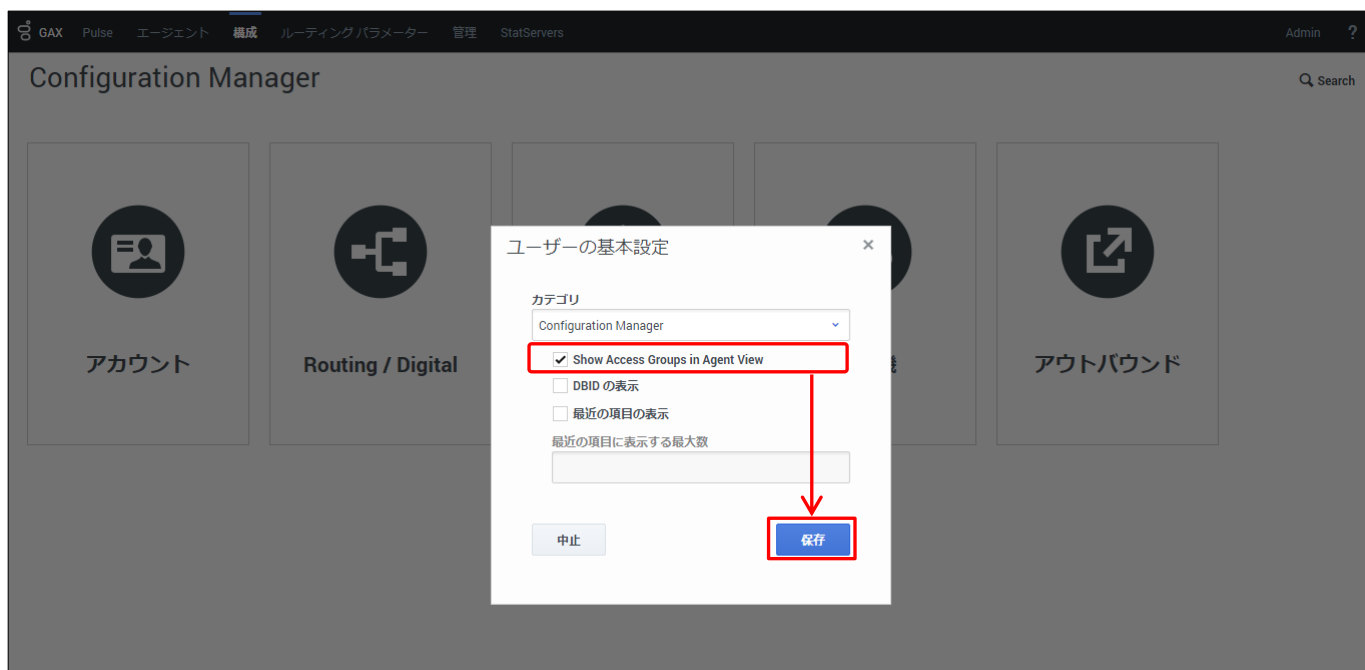 GAX Pulse エージェント 構成 ルーティング パラメーター 管理 StatServers Admin ?
Configuration Manager
Search
アカウント
Routing / Digital
アウトバウンド
ユーザーの基本設定
カテゴリ
Configuration Manager
Show Access Groups in Agent View
DBID の表示
最近の項目の表示
最近の項目に表示する最大数
中止
保存